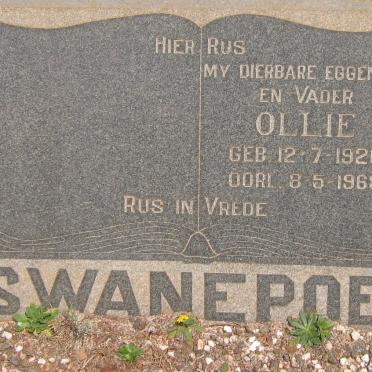 HIER RUS
MY DIERBARE
EN VADER
OLLIE
GEB. 12-7-192
OORL. 8-5-196
RUS IN VREDE
SWANEPOE